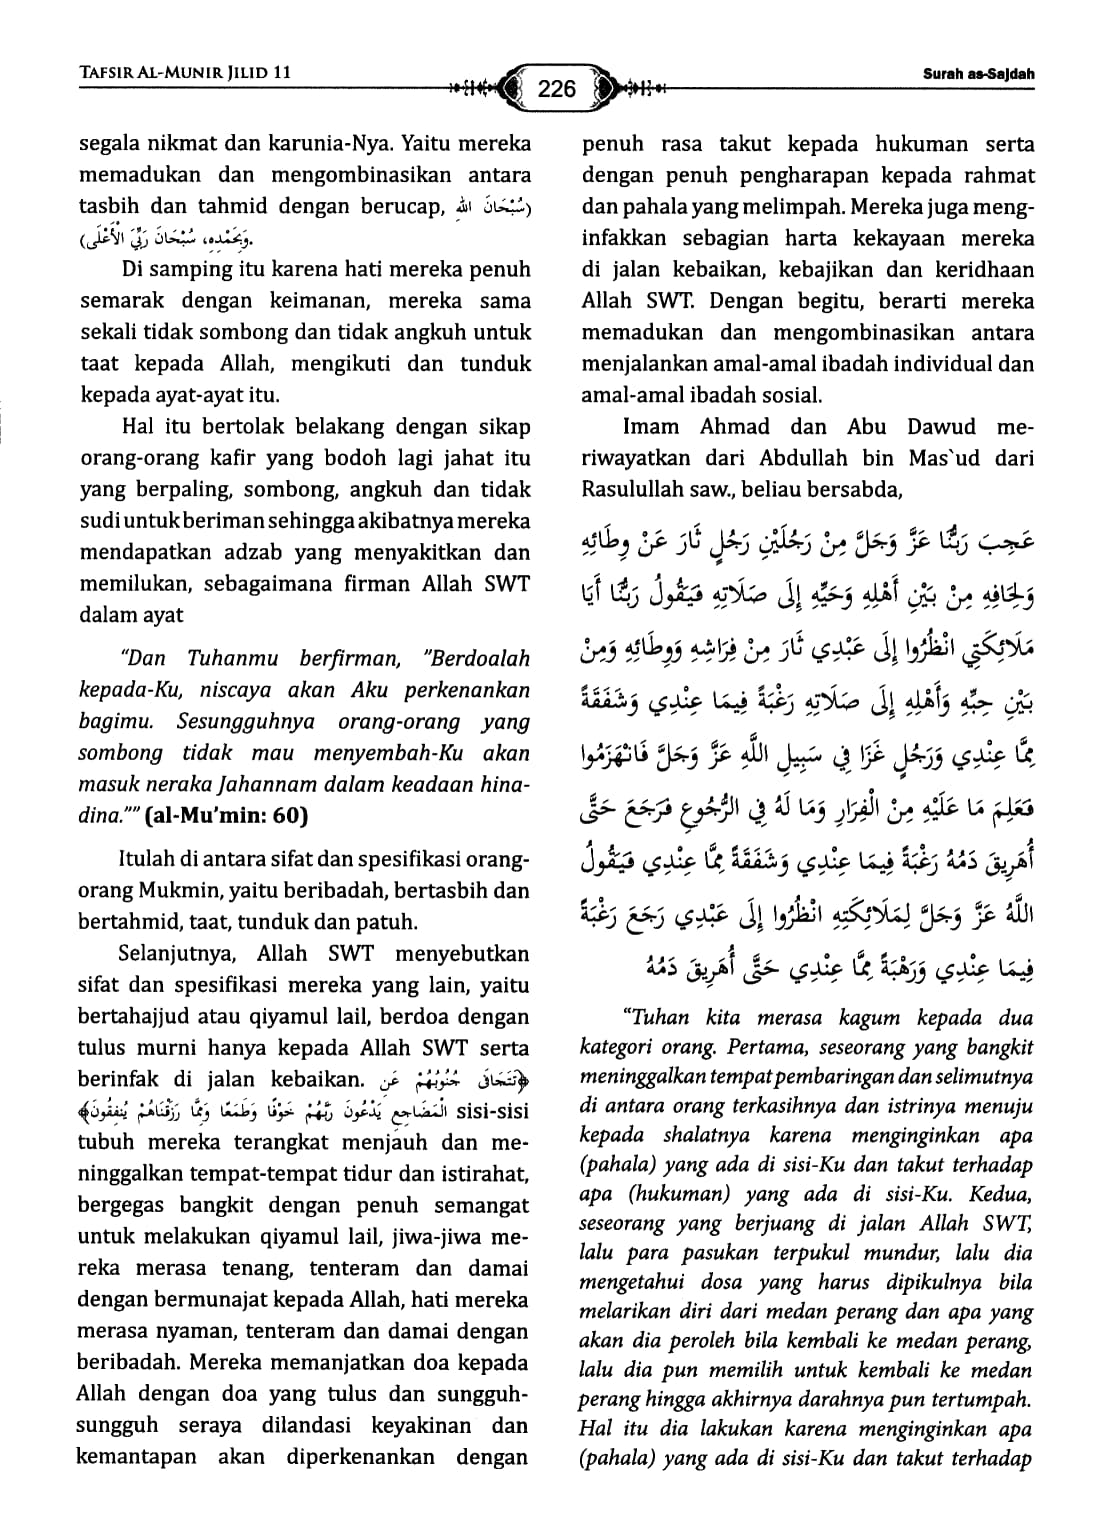 TAFSIR AL-MUNIR JILID 11
226
Surah as-Sajdah
segala nikmat dan karunia-Nya. Yaitu mereka
memadukan dan mengombinasikan antara
tasbih dan tahmid dengan berucap, (سُبْحَانَ اللهِ
وَبِحَمْدِهِ، سُبْحَانَ رَبِّيَ الْأَعْلَى).
Di samping itu karena hati mereka penuh
semarak dengan keimanan, mereka sama
sekali tidak sombong dan tidak angkuh untuk
taat kepada Allah, mengikuti dan tunduk
kepada ayat-ayat itu.
Hal itu bertolak belakang dengan sikap
orang-orang kafir yang bodoh lagi jahat itu
yang berpaling, sombong, angkuh dan tidak
sudi untuk beriman sehingga akibatnya mereka
mendapatkan adzab yang menyakitkan dan
memilukan, sebagaimana firman Allah SWT
dalam ayat
“Dan Tuhanmu berfirman, ”Berdoalah
kepada-Ku, niscaya akan Aku perkenankan
bagimu. Sesungguhnya orang-orang yang
sombong tidak mau menyembah-Ku akan
masuk neraka Jahannam dalam keadaan hina-
dina.”” (al-Mu’min: 60)
Itulah di antara sifat dan spesifikasi orang-
orang Mukmin, yaitu beribadah, bertasbih dan
bertahmid, taat, tunduk dan patuh.
Selanjutnya, Allah SWT menyebutkan
sifat dan spesifikasi mereka yang lain, yaitu
bertahajjud atau qiyamul lail, berdoa dengan
tulus murni hanya kepada Allah SWT serta
berinfak di jalan kebaikan. ﴿تَتَجَافَى جُنُوبُهُمْ عَنِ
الْمَضَاجِعِ يَدْعُونَ رَبَّهُمْ خَوْفًا وَطَمَعًا وَمِمَّا رَزَقْنَاهُمْ يُنفِقُونَ﴾ sisi-sisi
tubuh mereka terangkat menjauh dan me-
ninggalkan tempat-tempat tidur dan istirahat,
bergegas bangkit dengan penuh semangat
untuk melakukan qiyamul lail, jiwa-jiwa me-
reka merasa tenang, tenteram dan damai
dengan bermunajat kepada Allah, hati mereka
merasa nyaman, tenteram dan damai dengan
beribadah. Mereka memanjatkan doa kepada
Allah dengan doa yang tulus dan sungguh-
sungguh seraya dilandasi keyakinan dan
kemantapan akan diperkenankan dengan
penuh rasa takut kepada hukuman serta
dengan penuh pengharapan kepada rahmat
dan pahala yang melimpah. Mereka juga meng-
infakkan sebagian harta kekayaan mereka
di jalan kebaikan, kebajikan dan keridhaan
Allah SWT. Dengan begitu, berarti mereka
memadukan dan mengombinasikan antara
menjalankan amal-amal ibadah individual dan
amal-amal ibadah sosial.
Imam Ahmad dan Abu Dawud me-
riwayatkan dari Abdullah bin Mas`ud dari
Rasulullah saw., beliau bersabda,
عَجِبَ رَبُّنَا عَزَّ وَجَلَّ مِنْ رَجُلَيْنِ رَجُلٍ ثَارَ عَنْ وِطَائِهِ
وَلِحَافِهِ مِنْ بَيْنِ أَهْلِهِ وَحَيِّهِ إِلَى صَلَاتِهِ فَيَقُولُ رَبُّنَا أَيَا
مَلَائِكَتِي انْظُرُوا إِلَى عَبْدِي ثَارَ مِنْ فِرَاشِهِ وَوِطَائِهِ وَمِنْ
بَيْنِ حِبِّهِ وَأَهْلِهِ إِلَى صَلَاتِهِ رَغْبَةً فِيمَا عِنْدِي وَشَفَقَةً
مِمَّا عِنْدِي وَرَجُلٍ غَزَا فِي سَبِيلِ اللَّهِ عَزَّ وَجَلَّ فَانْهَزَمُوا
فَعَلِمَ مَا عَلَيْهِ مِنْ الْفِرَارِ وَمَا لَهُ فِي الرُّجُوعِ فَرَجَعَ حَتَّى
أُهَرِيقَ دَمُهُ رَغْبَةً فِيمَا عِنْدِي وَشَفَقَةً مِمَّا عِنْدِي فَيَقُولُ
اللَّهُ عَزَّ وَجَلَّ لِمَلَائِكَتِهِ انْظُرُوا إِلَى عَبْدِي رَجَعَ رَغْبَةً
فِيمَا عِنْدِي وَرَهْبَةً مِمَّا عِنْدِي حَتَّى أُهَرِيقَ دَمُهُ
“Tuhan kita merasa kagum kepada dua
kategori orang. Pertama, seseorang yang bangkit
meninggalkan tempat pembaringan dan selimutnya
di antara orang terkasihnya dan istrinya menuju
kepada shalatnya karena menginginkan apa
(pahala) yang ada di sisi-Ku dan takut terhadap
apa (hukuman) yang ada di sisi-Ku. Kedua,
seseorang yang berjuang di jalan Allah SWT,
lalu para pasukan terpukul mundur, lalu dia
mengetahui dosa yang harus dipikulnya bila
melarikan diri dari medan perang dan apa yang
akan dia peroleh bila kembali ke medan perang,
lalu dia pun memilih untuk kembali ke medan
perang hingga akhirnya darahnya pun tertumpah.
Hal itu dia lakukan karena menginginkan apa
(pahala) yang ada di sisi-Ku dan takut terhadap